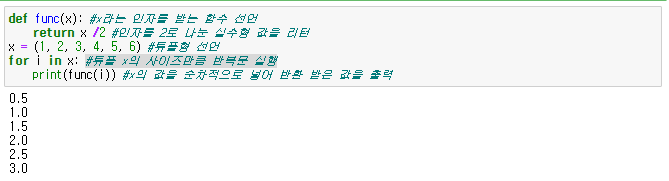 def func(x): #x라는 인자를 받는 함수 선언
    return x /2 #인자를 2로 나눈 실수형 값을 리턴
x = (1, 2, 3, 4, 5, 6) #튜플형 선언
for i in x: #튜플 x의 사이즈만큼 반복문 실행
    print(func(i)) #x의 값을 순차적으로 넣어 반환 받은 값을 출력
0.5
1.0
1.5
2.0
2.5
3.0